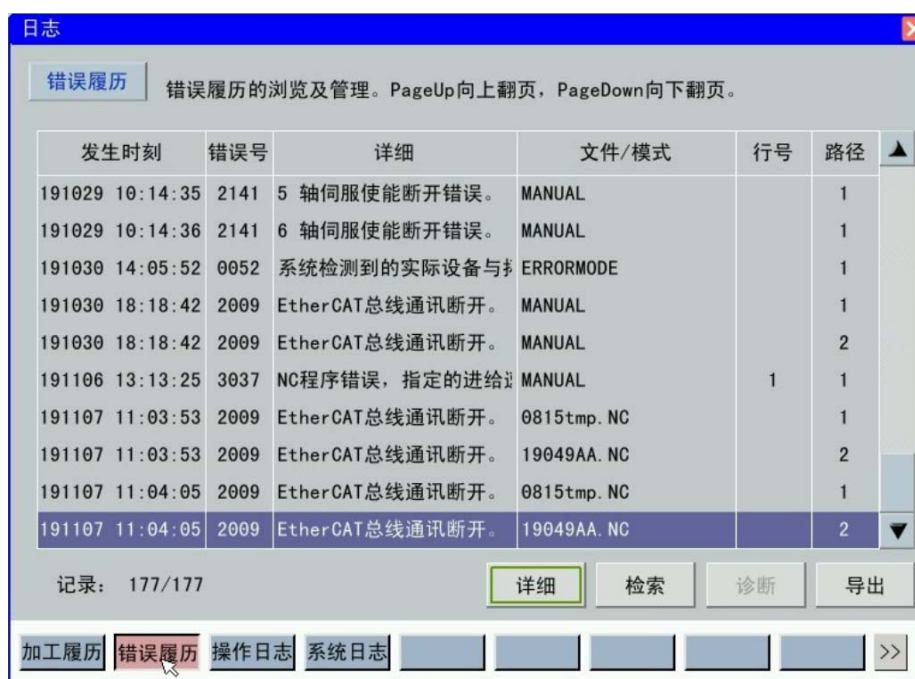 日志
错误履历 错误履历的浏览及管理。PageUp向上翻页，PageDown向下翻页。
发生时刻 错误号 详细 文件/模式 行号 路径
191029 10:14:35 2141 5 轴伺服使能断开错误。 MANUAL 1
191029 10:14:36 2141 6 轴伺服使能断开错误。 MANUAL 1
191030 14:05:52 0052 系统检测到的实际设备与 ERRORMODE 1
191030 18:18:42 2009 EtherCAT总线通讯断开。 MANUAL 1
191030 18:18:42 2009 EtherCAT总线通讯断开。 MANUAL 2
191106 13:13:25 3037 NC程序错误，指定的进给 MANUAL 1 1
191107 11:03:53 2009 EtherCAT总线通讯断开。 0815tmp.NC 1
191107 11:03:53 2009 EtherCAT总线通讯断开。 19049AA.NC 2
191107 11:04:05 2009 EtherCAT总线通讯断开。 0815tmp.NC 1
191107 11:04:05 2009 EtherCAT总线通讯断开。 19049AA.NC 2
记录： 177/177 详细 检索 诊断 导出
加工履历 错误履历 操作日志 系统日志 >>